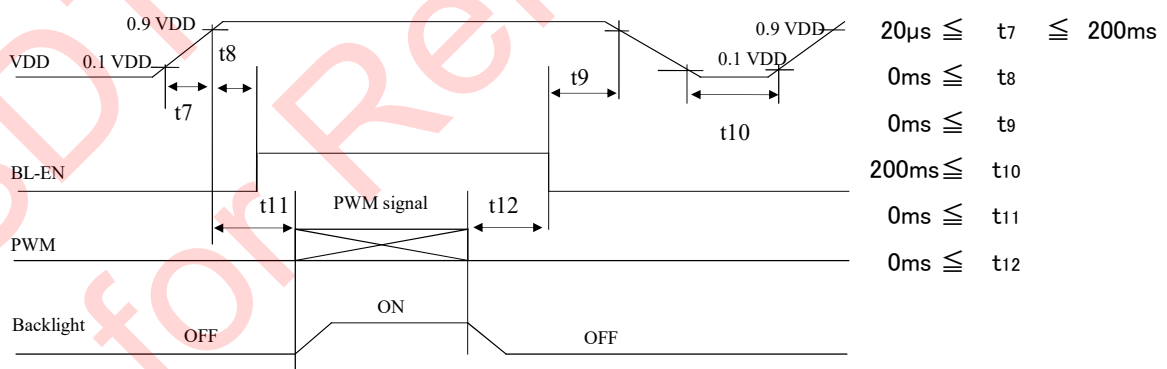 0.9 VDD
VDD 0.1 VDD
t8
t7
t9
0.9 VDD
0.1 VDD
t10
20μs ≦ t7 ≦ 200ms
0ms ≦ t8
0ms ≦ t9
200ms≦ t10
0ms ≦ t11
0ms ≦ t12
BL-EN
t11 PWM signal t12
PWM
Backlight OFF ON OFF
for Re